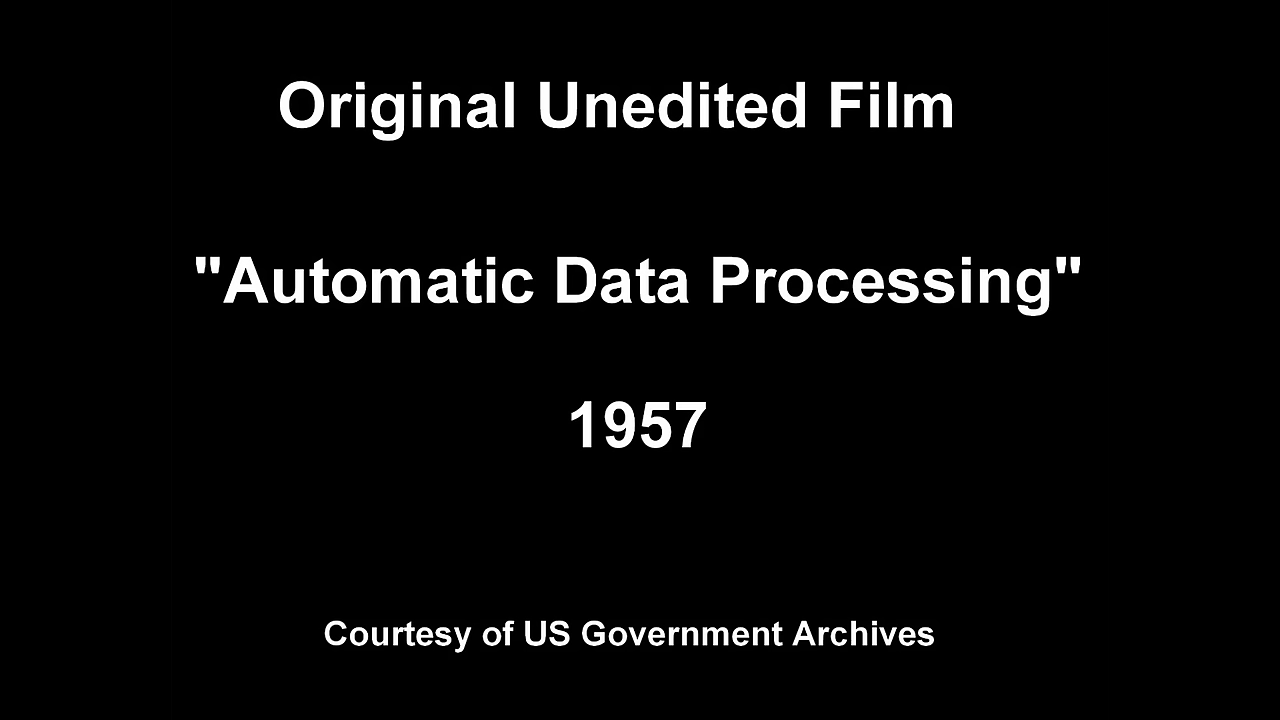 Original Unedited Film
"Automatic Data Processing"
1957
Courtesy of US Government Archives